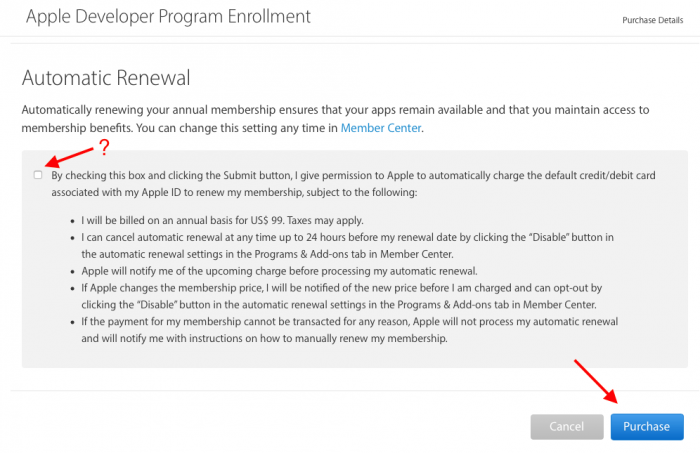 Apple Developer Program Enrollment
Purchase Details
Automatic Renewal
Automatically renewing your annual membership ensures that your apps remain available and that you maintain access to
membership benefits. You can change this setting any time in Member Center.
?
By checking this box and clicking the Submit button, I give permission to Apple to automatically charge the default credit/debit card
associated with my Apple ID to renew my membership, subject to the following:
• I will be billed on an annual basis for US$ 99. Taxes may apply.
• I can cancel automatic renewal at any time up to 24 hours before my renewal date by clicking the “Disable” button in
the automatic renewal settings in the Programs & Add-ons tab in Member Center.
• Apple will notify me of the upcoming charge before processing my automatic renewal.
• If Apple changes the membership price, I will be notified of the new price before I am charged and can opt-out by
clicking the “Disable” button in the automatic renewal settings in the Programs & Add-ons tab in Member Center.
• If the payment for my membership cannot be transacted for any reason, Apple will not process my automatic renewal
and will notify me with instructions on how to manually renew my membership.
Cancel
Purchase